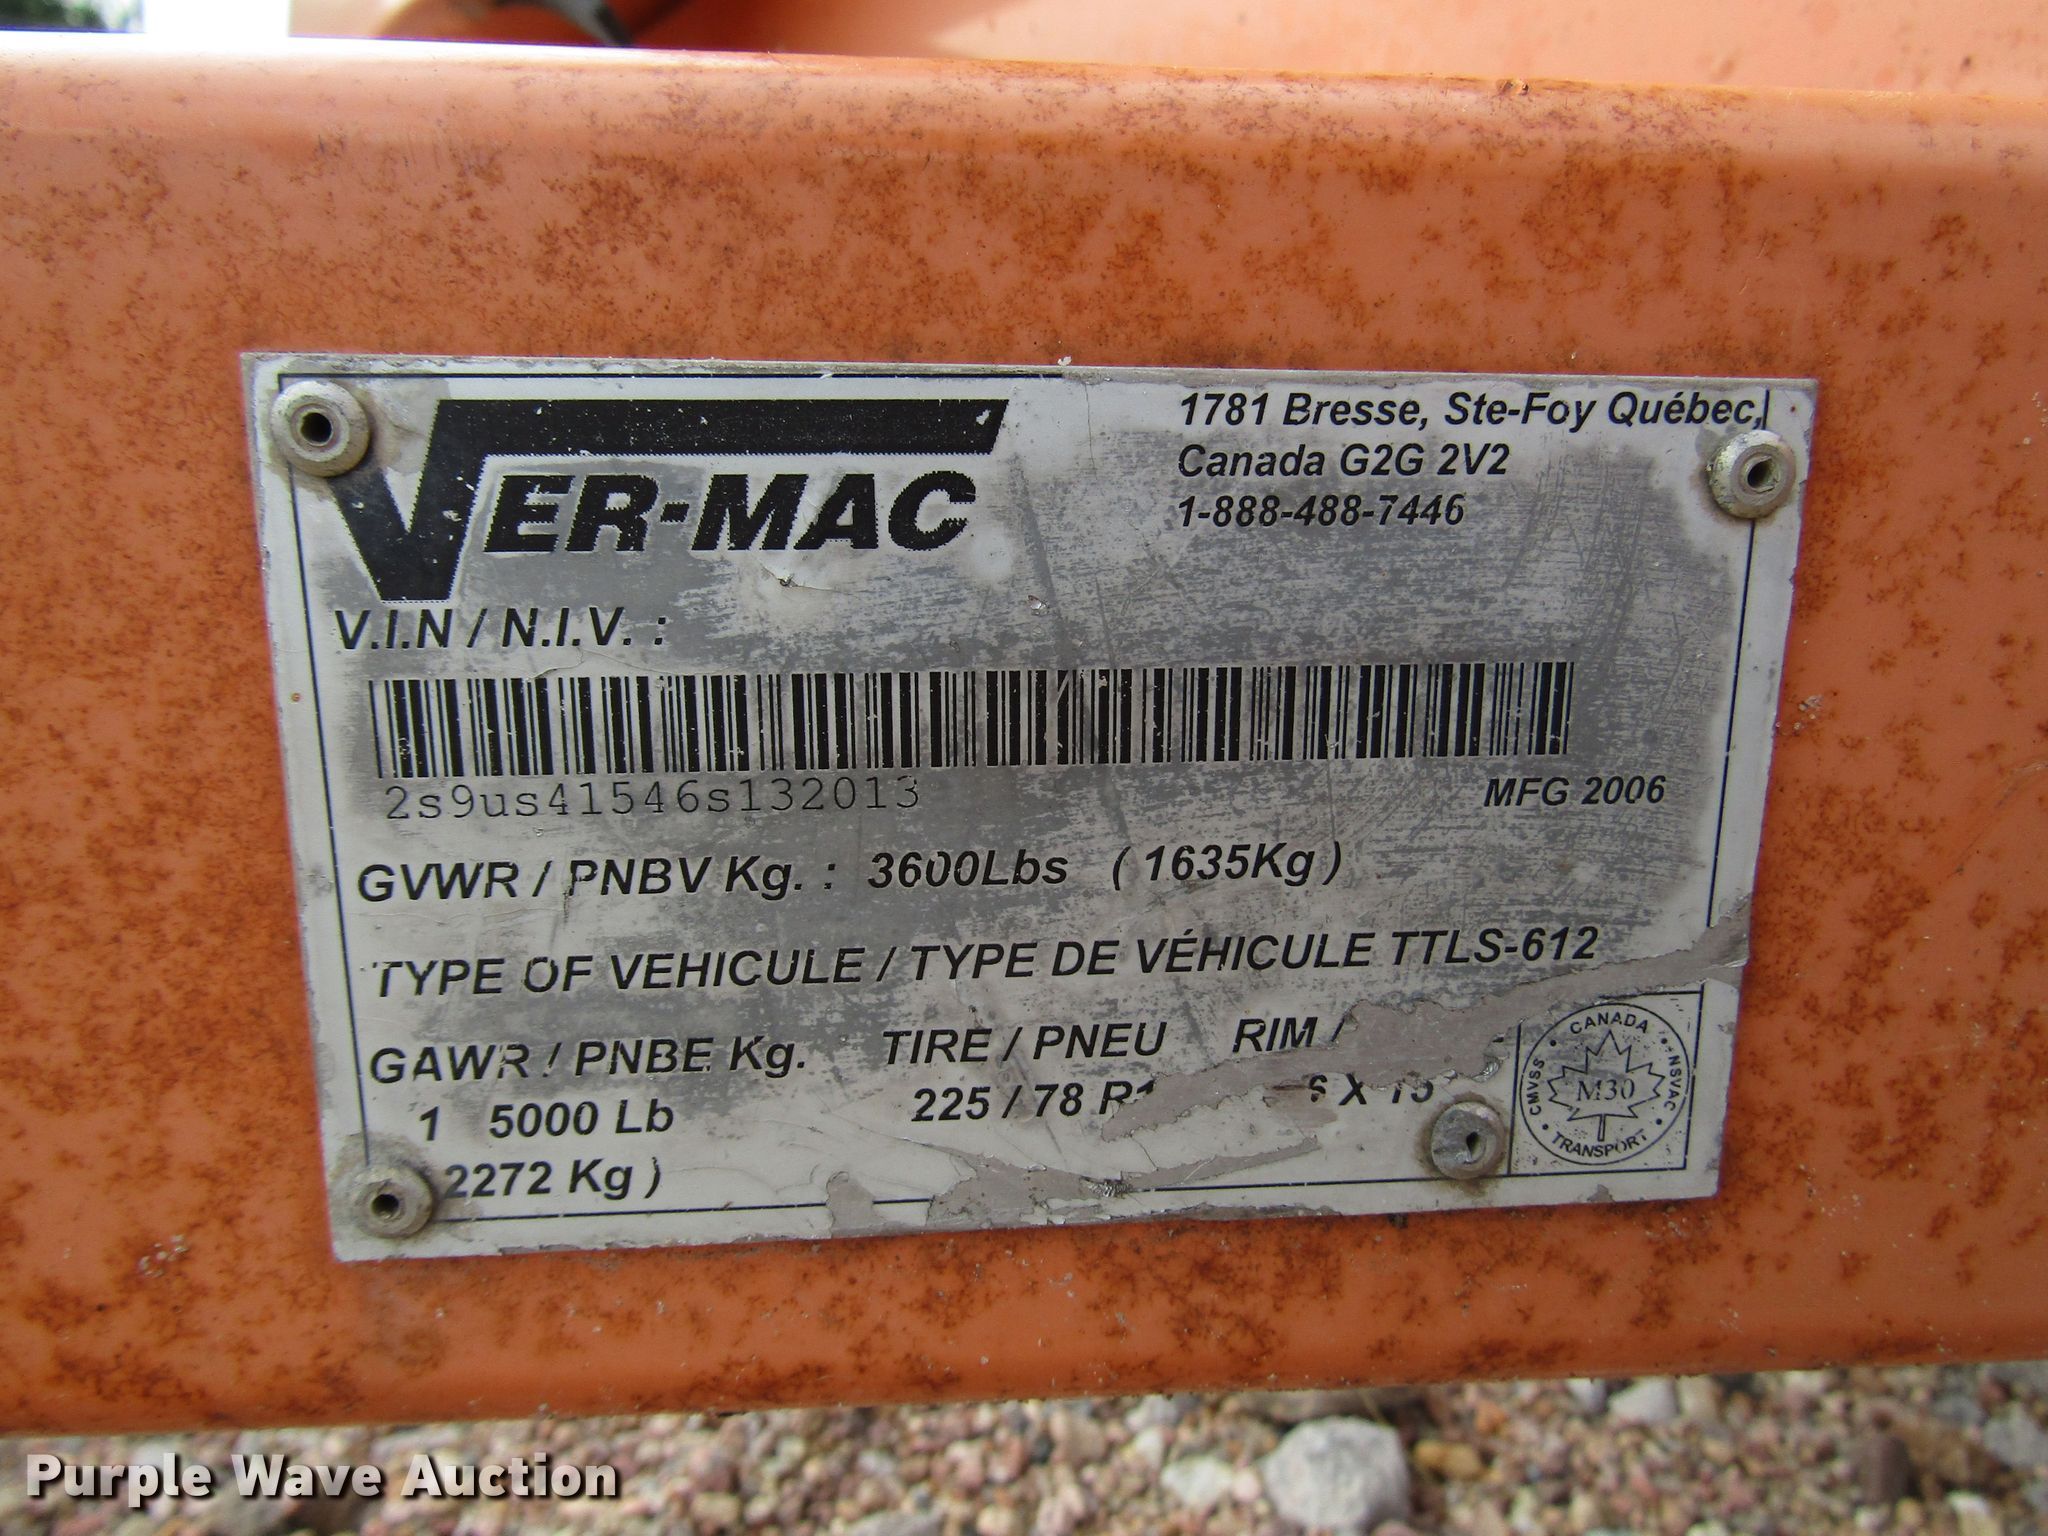 VER-MAC
1781 Bresse, Ste-Foy Québec,
Canada G2G 2V2
1-888-488-7446
V.I.N / N.I.V. :
2s9us41546s132013
MFG 2006
GVWR / PNBV Kg. : 3600Lbs ( 1635Kg )
TYPE OF VEHICULE / TYPE DE VÉHICULE TTLS-612
GAWR / PNBE Kg. TIRE / PNEU RIM /
1 5000 Lb 225 / 78 6 X 15
2272 Kg )
CANADA
CMVSS • NSVAC
M30
TRANSPORT
Purple Wave Auction